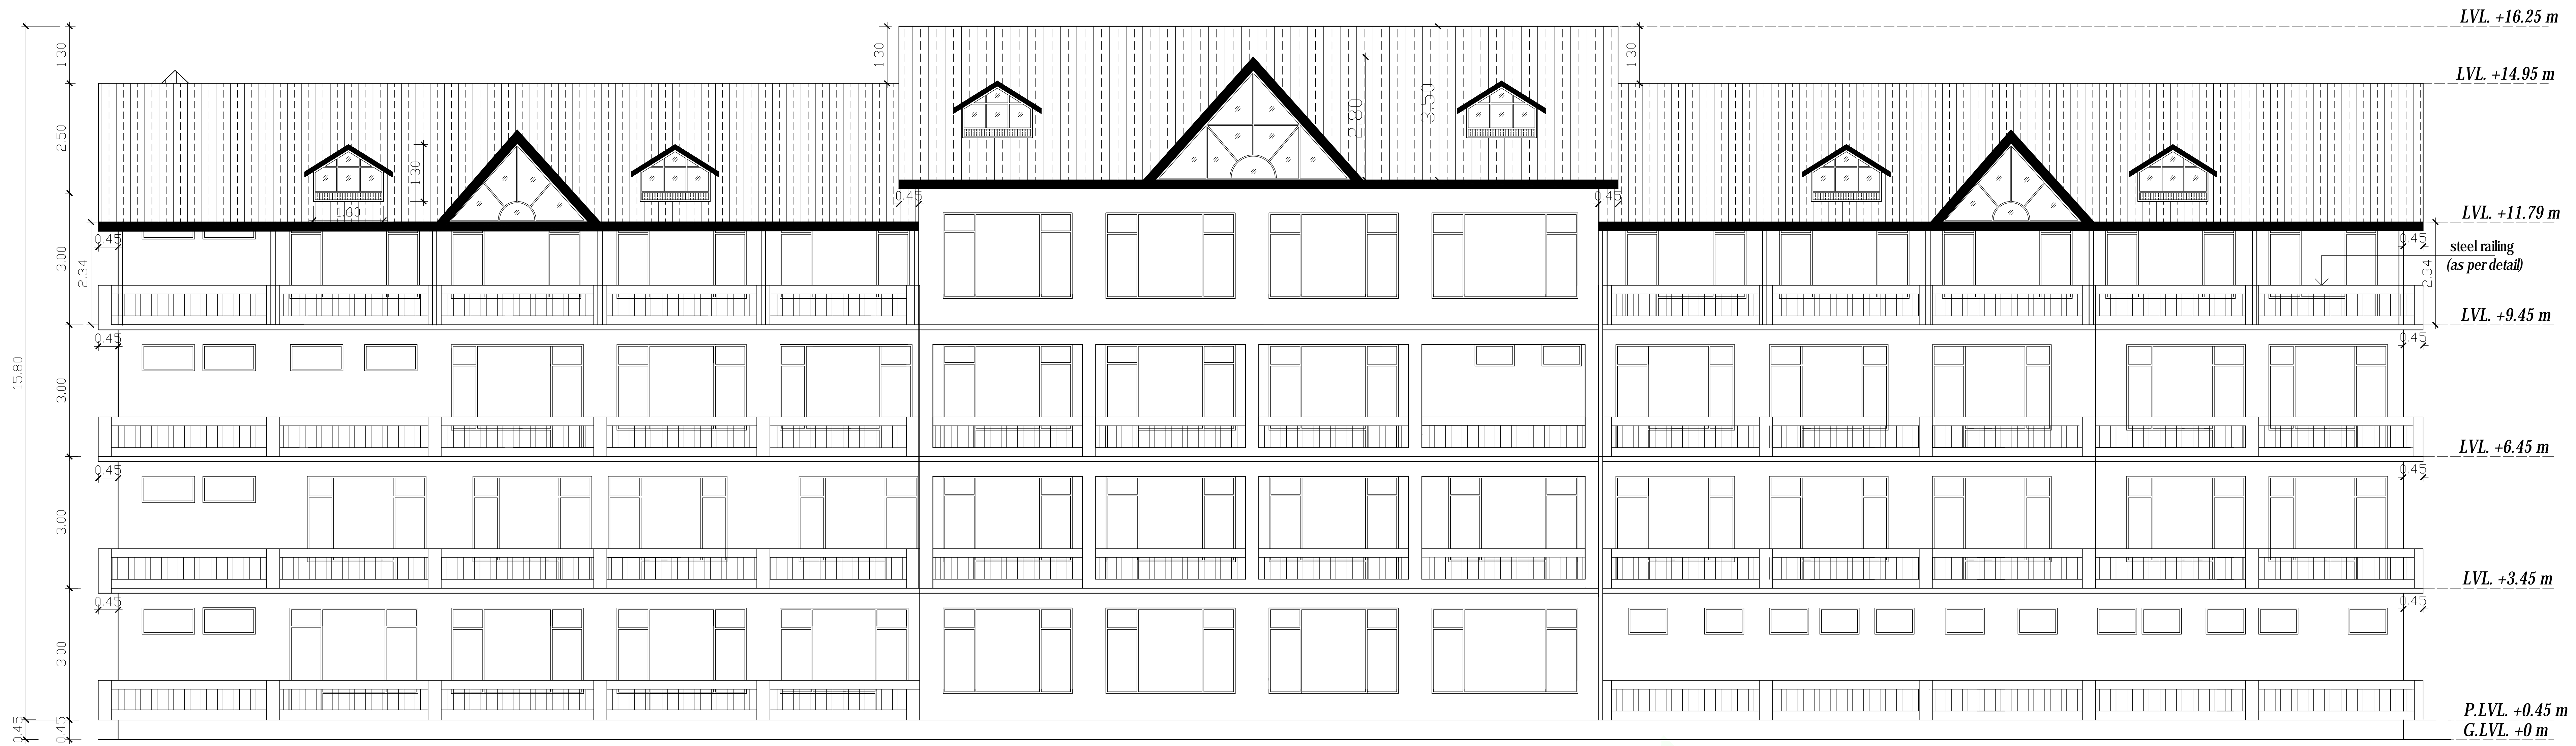 LVL. +16.25 m
1.30
1.30
1.30
LVL. +14.95 m
2.50
2.80
3.50
1.30
1.60
0.45
0.45
LVL. +11.79 m
0.45
0.45
steel railing
(as per detail)
3.00
2.34
2.34
LVL. +9.45 m
0.45
0.45
15.80
3.00
LVL. +6.45 m
0.45
0.45
3.00
LVL. +3.45 m
0.45
0.45
3.00
P.LVL. +0.45 m
0.45
0.45
G.LVL. +0 m